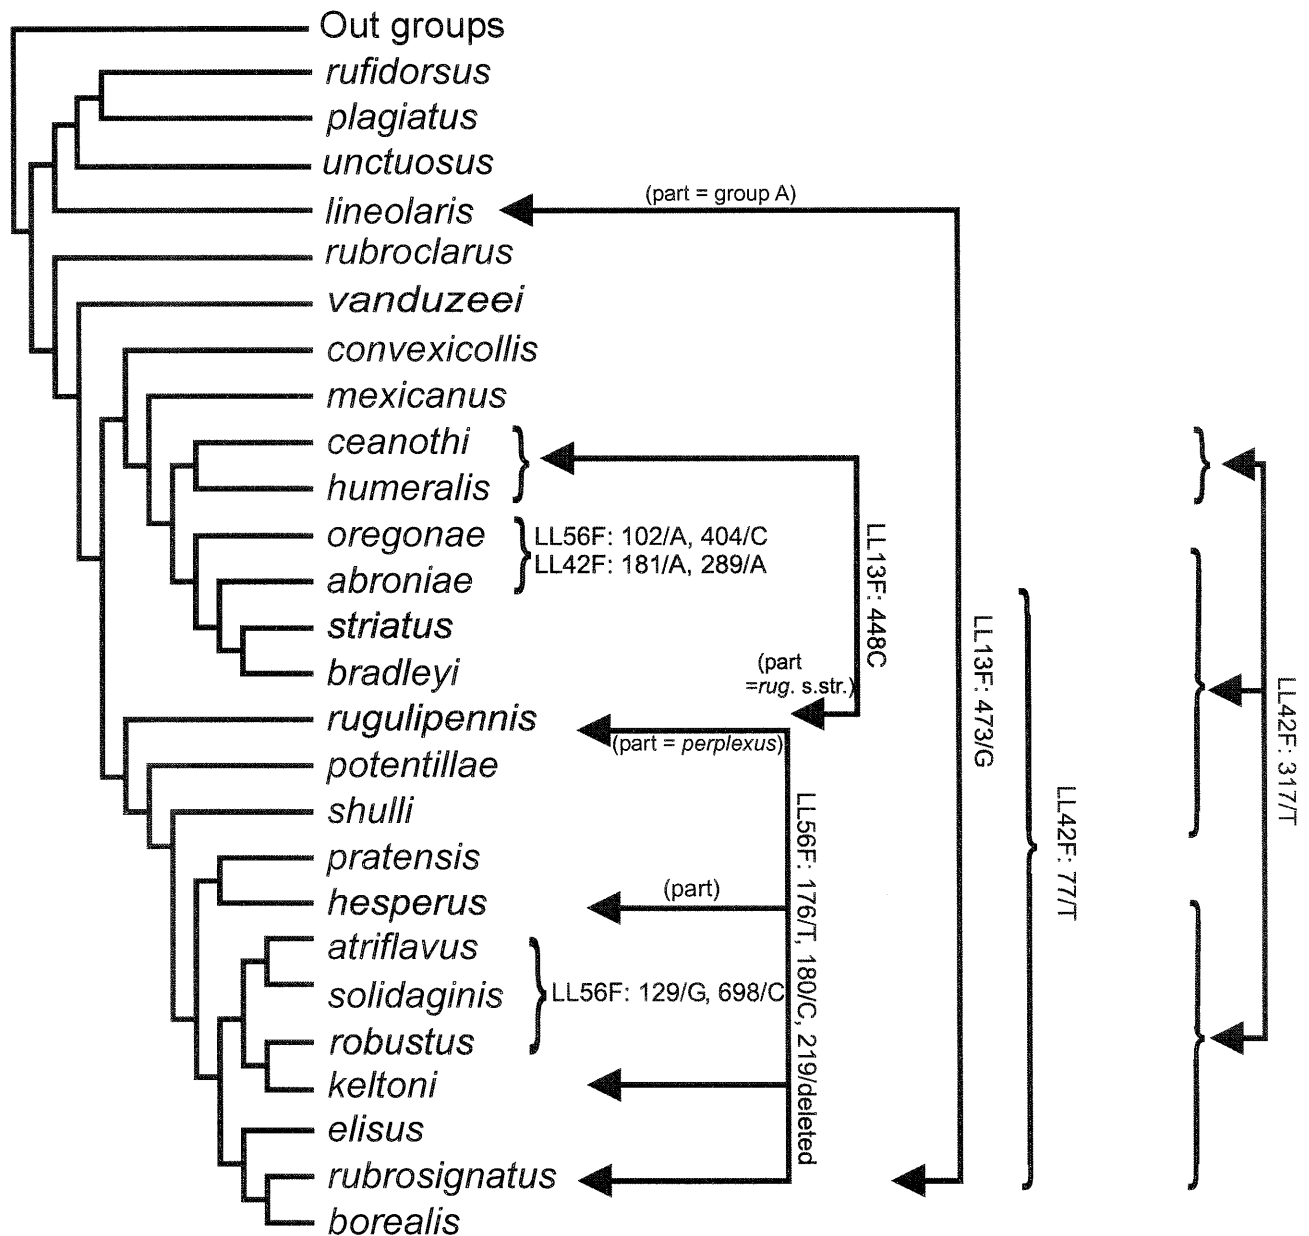 Out groups
rufidorsus
plagiatus
unctuosus
(part = group A)
lineolaris
rubroclarus
vanduzeei
convexicollis
mexicanus
ceanothi
humeralis
oregonae
LL56F: 102/A, 404/C
LL42F: 181/A, 289/A
abroniae
striatus
bradleyi
LL13F: 448C
(part
=rug. s.str.)
LL13F: 473/G
LL42F: 77/T
LL42F: 317/T
rugulipennis
(part = perplexus)
potentillae
shulli
LL56F: 176/T, 180/C, 219/deleted
pratensis
hesperus
(part)
atriflavus
solidaginis
LL56F: 129/G, 698/C
robustus
keltoni
elisus
rubrosignatus
borealis